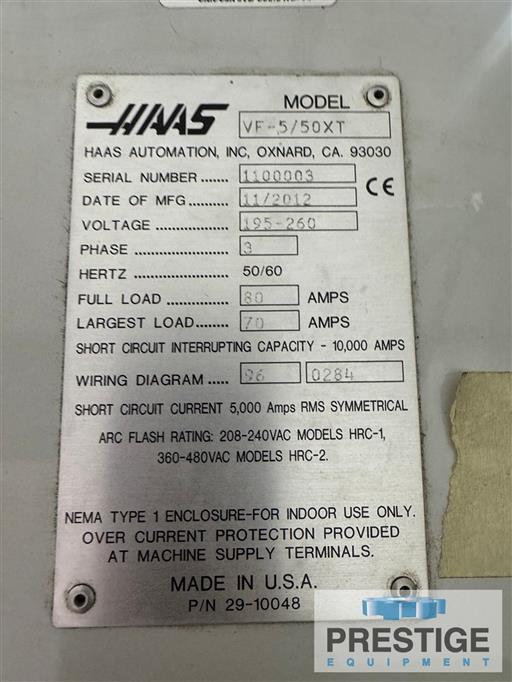 MODEL
HAAS VF-5/50XT
HAAS AUTOMATION, INC, OXNARD, CA. 93030
SERIAL NUMBER ...... 1100003
DATE OF MFG ........... 11/2012 CE
VOLTAGE .................. 195-260
PHASE ...................... 3
HERTZ 50/60
FULL LOAD .............. 80 AMPS
LARGEST LOAD........ 70 AMPS
SHORT CIRCUIT INTERRUPTING CAPACITY - 10,000 AMPS
WIRING DIAGRAM ..... 96 0284
SHORT CIRCUIT CURRENT 5,000 Amps RMS SYMMETRICAL
ARC FLASH RATING: 208-240VAC MODELS HRC-1,
360-480VAC MODELS HRC-2.
NEMA TYPE 1 ENCLOSURE-FOR INDOOR USE ONLY.
OVER CURRENT PROTECTION PROVIDED
AT MACHINE SUPPLY TERMINALS.
MADE IN U.S.A.
P/N 29-10048
PRESTIGE
EQUIPMENT